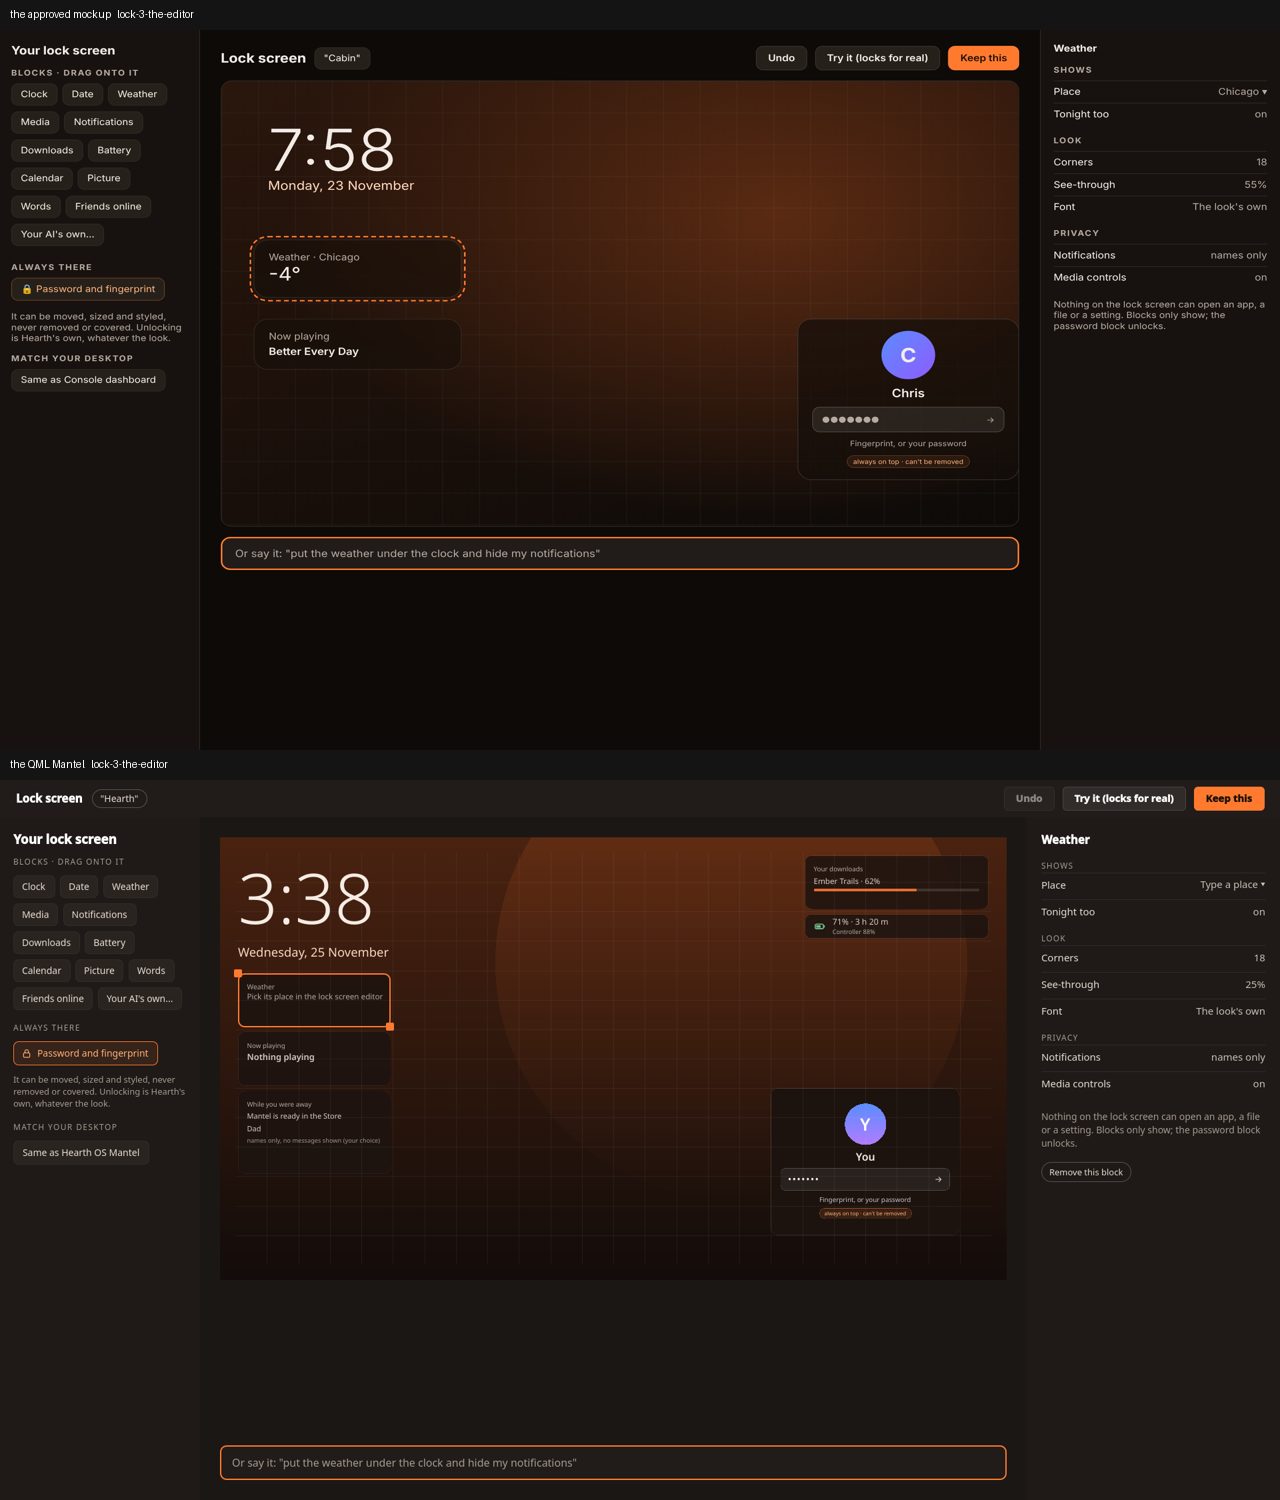 the approved mockup lock-3-the-editor
Your lock screen
BLOCKS · DRAG ONTO IT
Clock
Date
Weather
Media
Notifications
Downloads
Battery
Calendar
Picture
Words
Friends online
Your AI's own...
ALWAYS THERE
Password and fingerprint
It can be moved, sized and styled,
never removed or covered. Unlocking
is Hearth's own, whatever the look.
MATCH YOUR DESKTOP
Same as Console dashboard
Lock screen
"Cabin"
Undo
Try it (locks for real)
Keep this
7:58
Monday, 23 November
Weather · Chicago
-4°
Now playing
Better Every Day
C
Chris
Fingerprint, or your password
always on top · can't be removed
Or say it: "put the weather under the clock and hide my notifications"
Weather
SHOWS
Place Chicago ▾
Tonight too on
LOOK
Corners 18
See-through 55%
Font The look's own
PRIVACY
Notifications names only
Media controls on
Nothing on the lock screen can open an app, a
file or a setting. Blocks only show; the
password block unlocks.
the QML Mantel lock-3-the-editor
Lock screen
"Hearth"
Undo
Try it (locks for real)
Keep this
Your lock screen
BLOCKS · DRAG ONTO IT
Clock
Date
Weather
Media
Notifications
Downloads
Battery
Calendar
Picture
Words
Friends online
Your AI's own...
ALWAYS THERE
Password and fingerprint
It can be moved, sized and styled, never
removed or covered. Unlocking is Hearth's
own, whatever the look.
MATCH YOUR DESKTOP
Same as Hearth OS Mantel
3:38
Wednesday, 25 November
Weather
Pick its place in the lock screen editor
Now playing
Nothing playing
While you were away
Mantel is ready in the Store
Dad
names only, no messages shown (your choice)
Your downloads
Ember Trails · 62%
71% · 3 h 20 m
Controller 88%
Y
You
Fingerprint, or your password
always on top · can't be removed
Or say it: "put the weather under the clock and hide my notifications"
Weather
SHOWS
Place Type a place ▾
Tonight too on
LOOK
Corners 18
See-through 25%
Font The look's own
PRIVACY
Notifications names only
Media controls on
Nothing on the lock screen can open an app, a file
or a setting. Blocks only show; the password block
unlocks.
Remove this block